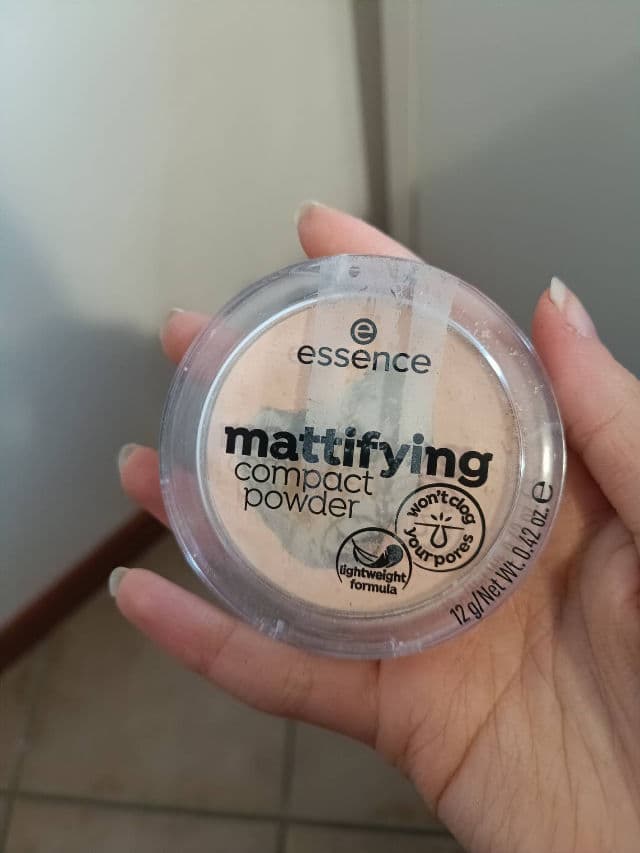 e
essence
mattifying
compact
powder
won't clog
your pores
lightweight
formula
12 g/Net Wt. 0.42 oz. e